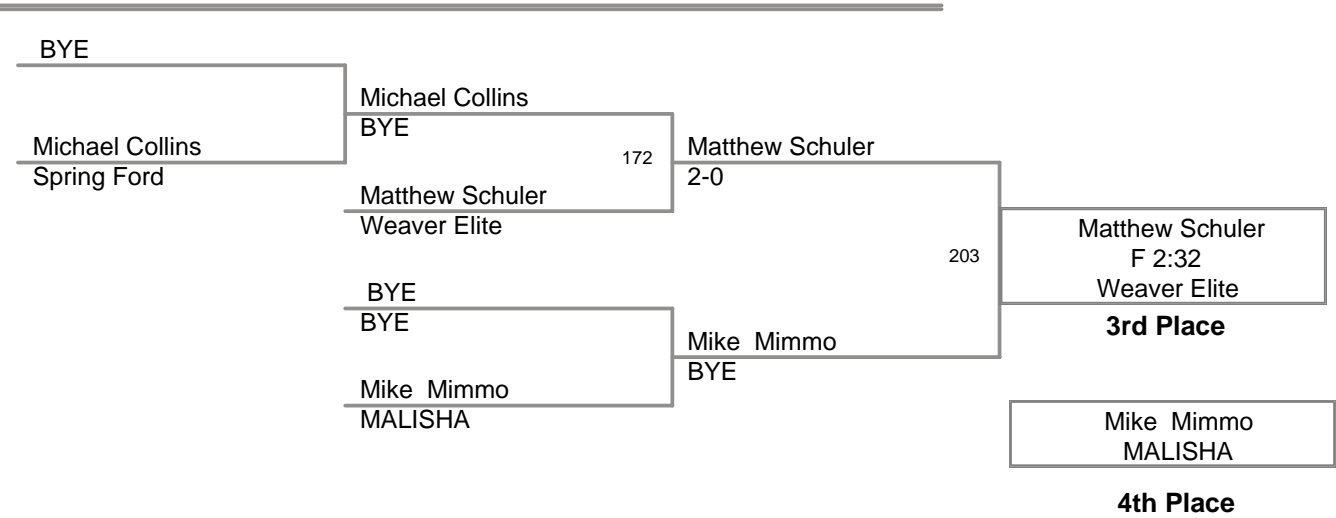 BYE
Michael Collins
Spring Ford
Michael Collins
BYE
172
Matthew Schuler
Weaver Elite
BYE
BYE
Mike  Mimmo
MALISHA
Matthew Schuler
2-0
203
Mike  Mimmo
BYE
Matthew Schuler
F 2:32
Weaver Elite
3rd Place
Mike  Mimmo
MALISHA
4th Place